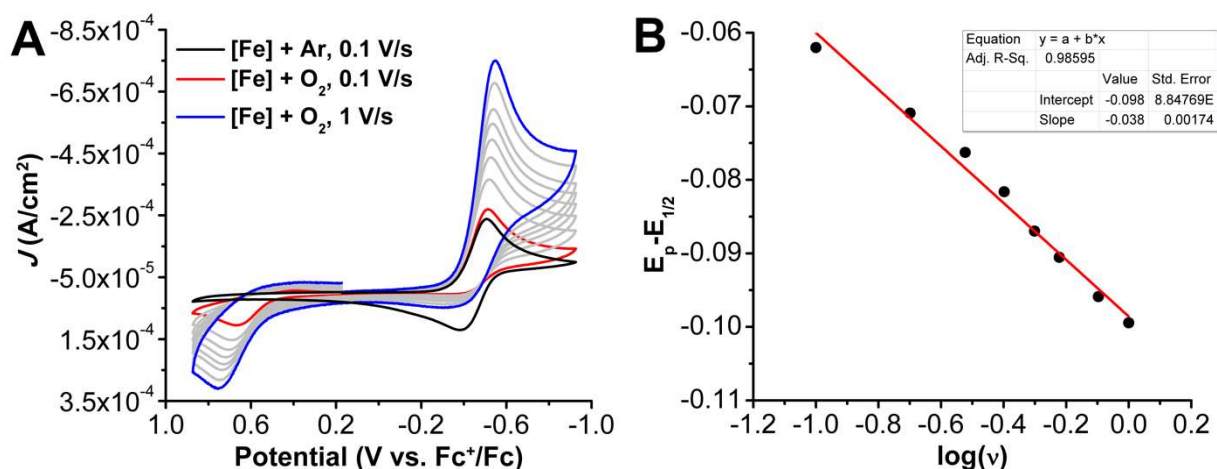 A
[Fe] + Ar, 0.1 V/s
[Fe] + O₂, 0.1 V/s
[Fe] + O₂, 1 V/s
-8.5x10⁻⁴
-6.5x10⁻⁴
-4.5x10⁻⁴
-2.5x10⁻⁴
-5.0x10⁻⁵
1.5x10⁻⁴
3.5x10⁻⁴
J (A/cm²)
1.0 0.6 0.2 -0.2 -0.6 -1.0
Potential (V vs. Fc⁺/Fc)
B
Equation y = a + b*x
Adj. R-Sq. 0.98595
Value Std. Error
Intercept -0.098 8.84769E
Slope -0.038 0.00174
-0.06
-0.07
-0.08
-0.09
-0.10
-0.11
Eₚ-E₁/₂
-1.2 -1.0 -0.8 -0.6 -0.4 -0.2 0.0 0.2
log(ν)